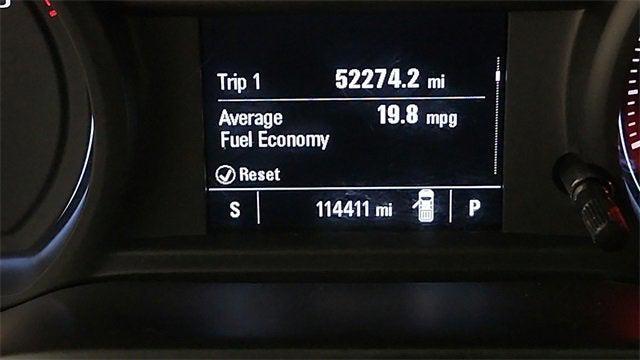 Trip 1 52274.2 mi
Average 19.8 mpg
Fuel Economy
Reset
S 114411 mi P